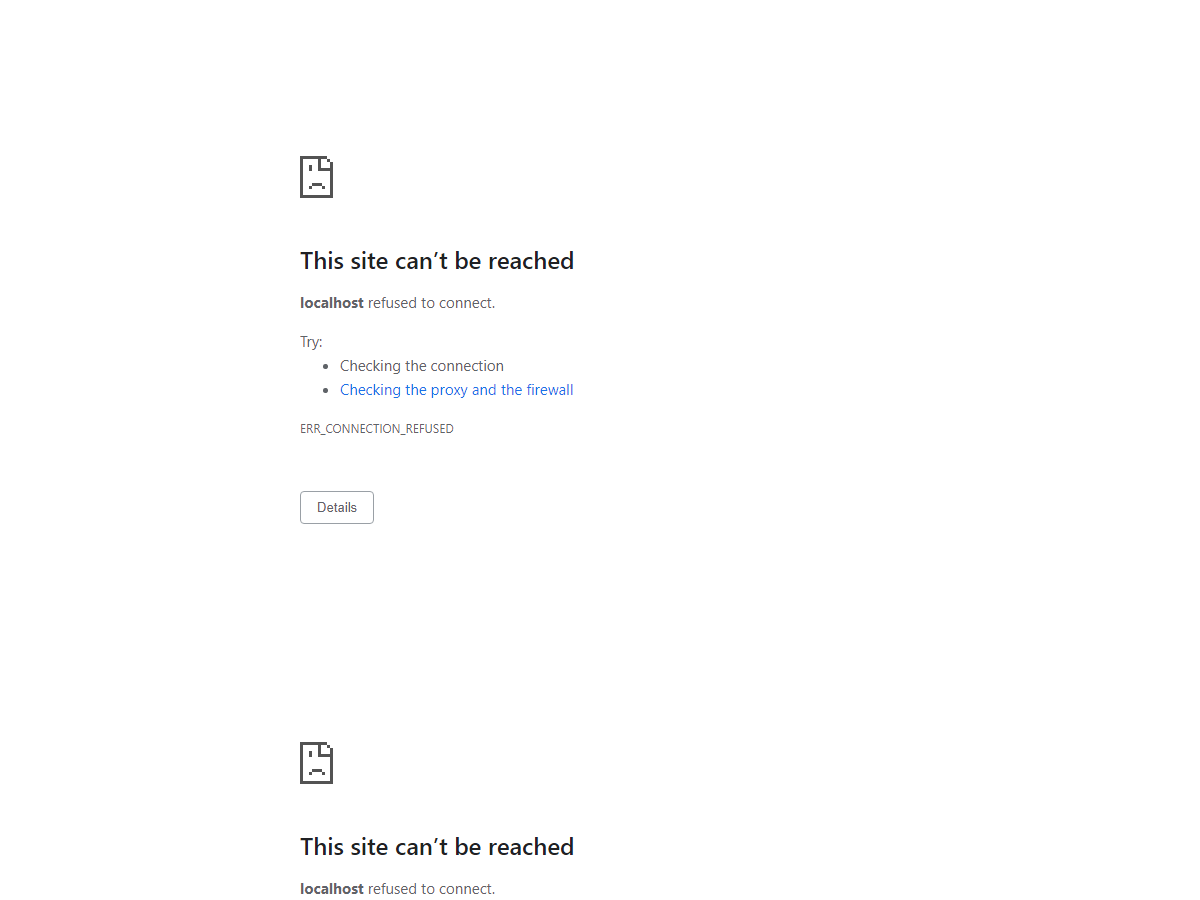 This site can’t be reached
localhost refused to connect.
Try:
Checking the connection
Checking the proxy and the firewall
ERR_CONNECTION_REFUSED
Details
This site can’t be reached
localhost refused to connect.